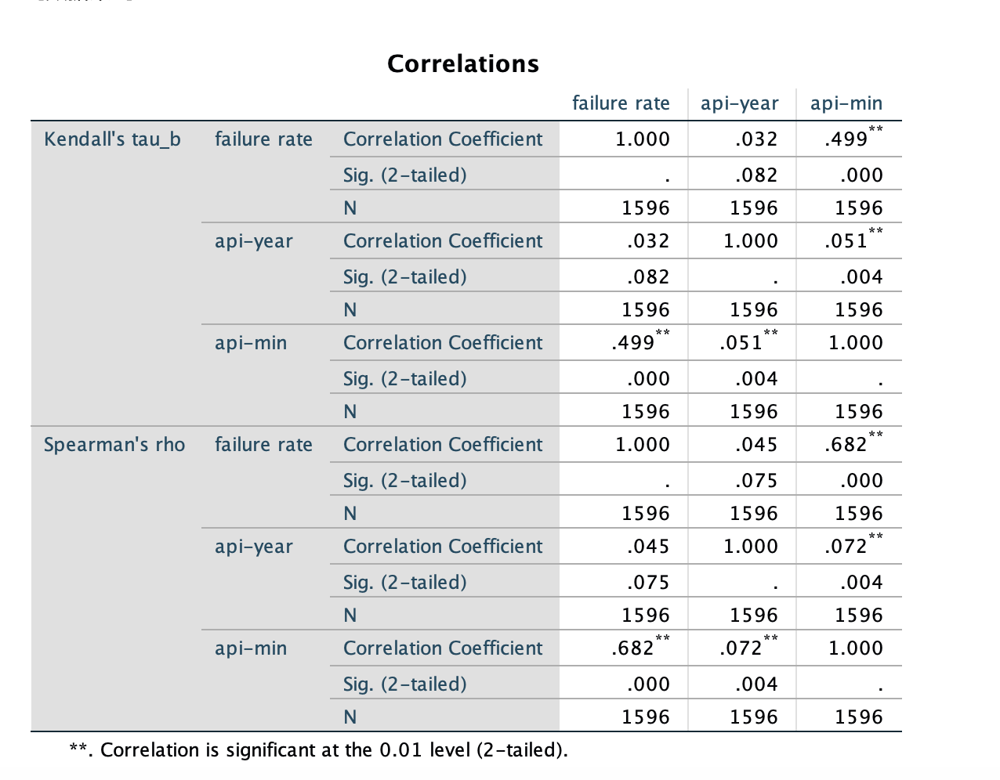 Correlations
failure rate api-year api-min
Kendall's tau_b failure rate Correlation Coefficient 1.000 .032 .499**
Sig. (2-tailed) . .082 .000
N 1596 1596 1596
api-year Correlation Coefficient .032 1.000 .051**
Sig. (2-tailed) .082 . .004
N 1596 1596 1596
api-min Correlation Coefficient .499** .051** 1.000
Sig. (2-tailed) .000 .004 .
N 1596 1596 1596
Spearman's rho failure rate Correlation Coefficient 1.000 .045 .682**
Sig. (2-tailed) . .075 .000
N 1596 1596 1596
api-year Correlation Coefficient .045 1.000 .072**
Sig. (2-tailed) .075 . .004
N 1596 1596 1596
api-min Correlation Coefficient .682** .072** 1.000
Sig. (2-tailed) .000 .004 .
N 1596 1596 1596
**. Correlation is significant at the 0.01 level (2-tailed).